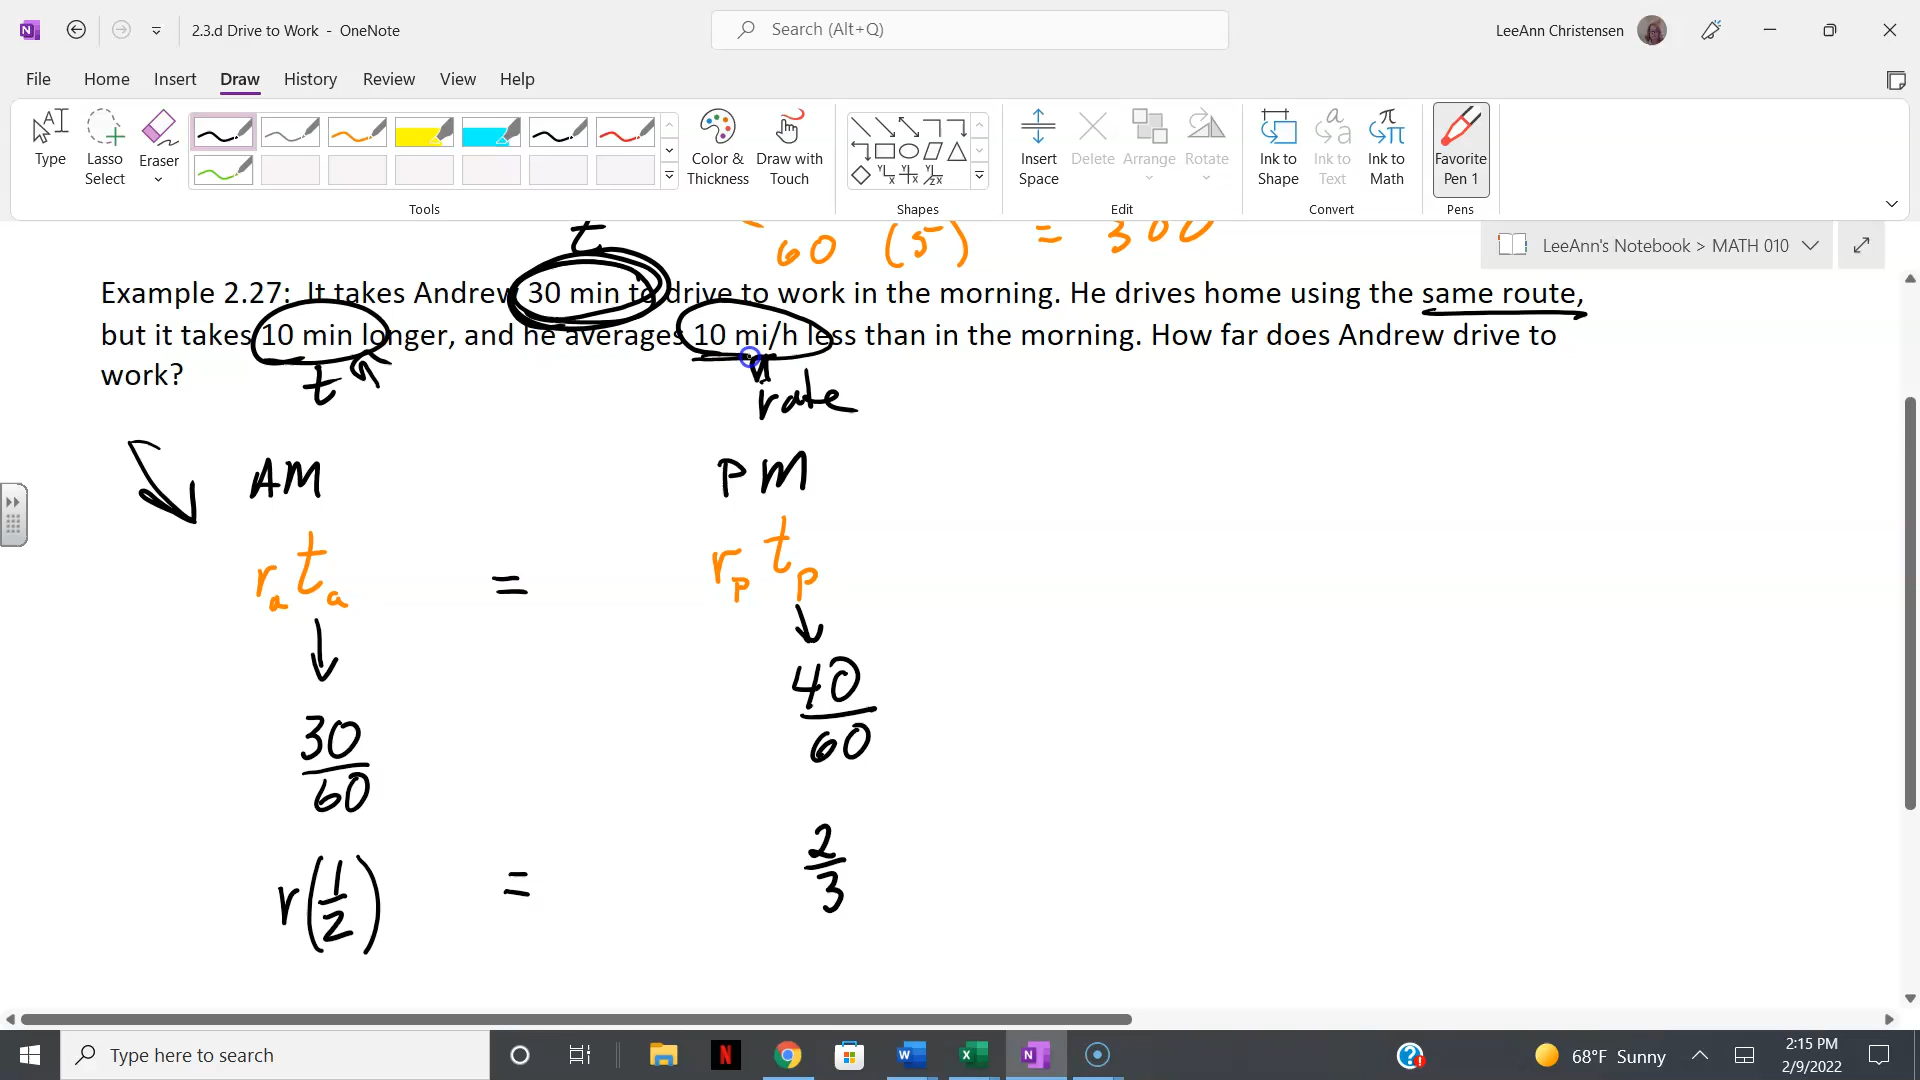 2.3.d Drive to Work - OneNote
Search (Alt+Q)
LeeAnn Christensen
File Home Insert Draw History Review View Help
Type
Lasso Select
Eraser
Color & Thickness
Draw with Touch
Insert Space
Delete
Arrange
Rotate
Ink to Shape
Ink to Text
Ink to Math
Favorite Pen 1
Tools Shapes Edit Convert Pens
LeeAnn's Notebook > MATH 010
60 (5) = 300
t
Example 2.27: It takes Andrew 30 min to drive to work in the morning. He drives home using the same route,
but it takes 10 min longer, and he averages 10 mi/h less than in the morning. How far does Andrew drive to
work?
t
rate
AM PM
rₐ tₐ = rₚ tₚ
30/60
40/60
r(1/2) = 2/3
Type here to search
68°F Sunny
2:15 PM
2/9/2022